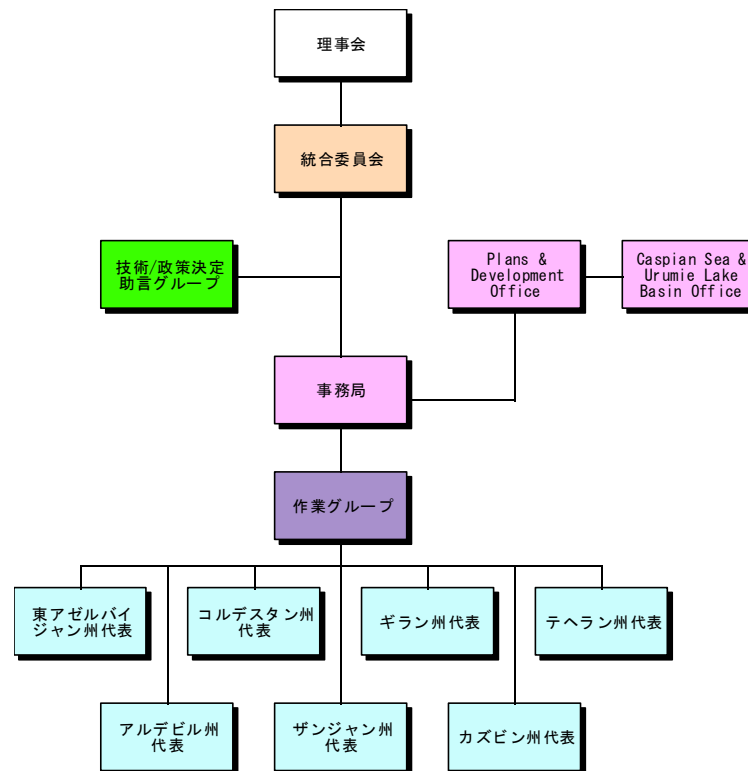 理事会
統合委員会
技術/政策決定
助言グループ
Plans &
Development
Office
Caspian Sea &
Urumie Lake
Basin Office
事務局
作業グループ
東アゼルバイ
ジャン州代表
コルデスタン州
代表
ギラン州代表
テヘラン州代表
アルデビル州
代表
ザンジャン州
代表
カズビン州代表